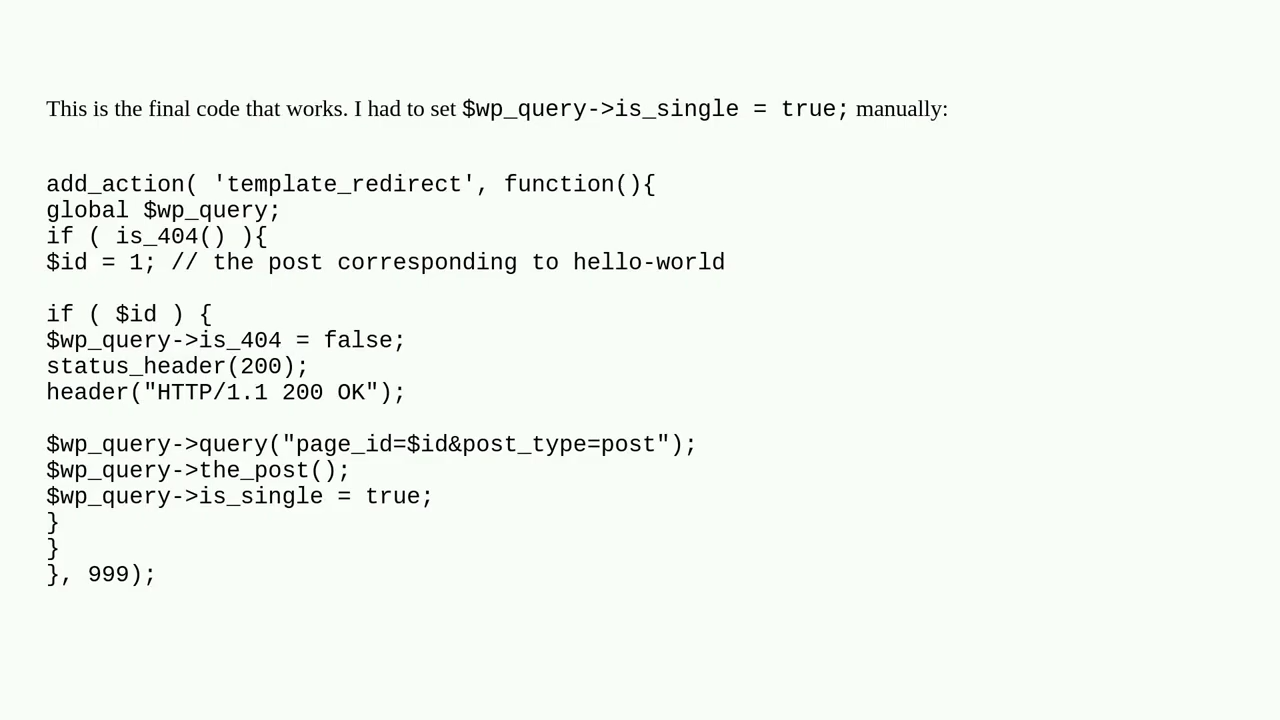 This is the final code that works. I had to set $wp_query->is_single = true; manually:
add_action( 'template_redirect', function(){
global $wp_query;
if ( is_404() ){
$id = 1; // the post corresponding to hello-world
if ( $id ) {
$wp_query->is_404 = false;
status_header(200);
header("HTTP/1.1 200 OK");
$wp_query->query("page_id=$id&post_type=post");
$wp_query->the_post();
$wp_query->is_single = true;
}
}
}, 999);